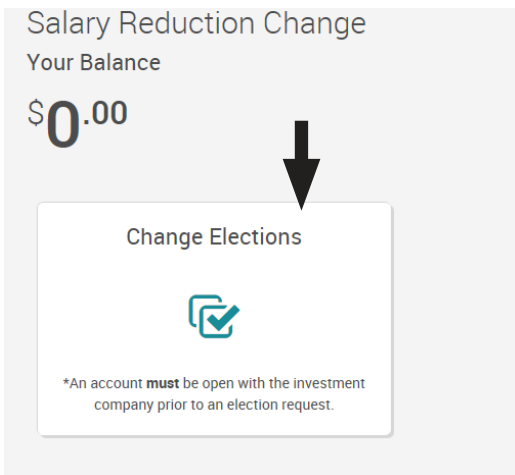 Salary Reduction Change
Your Balance
$0.00
Change Elections
*An account must be open with the investment
company prior to an election request.